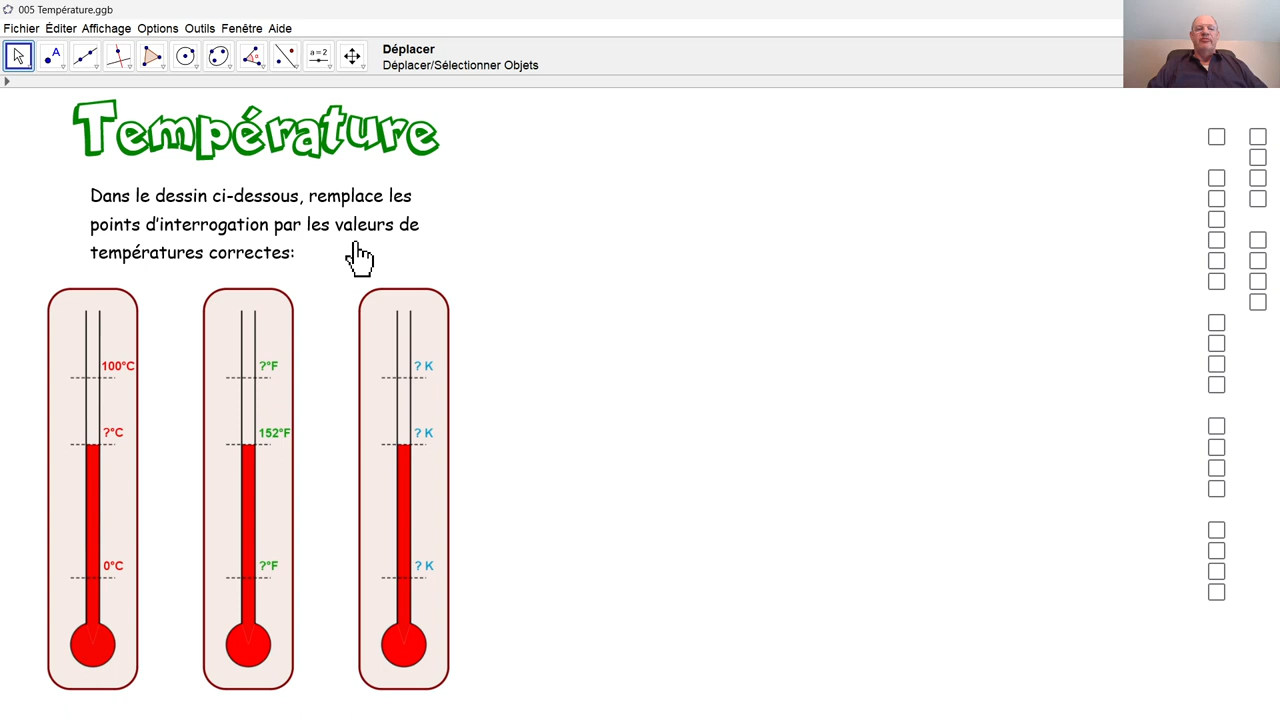 005 Température.ggb
Fichier Éditer Affichage Options Outils Fenêtre Aide
A
a=2
Déplacer
Déplacer/Sélectionner Objets
Température
Dans le dessin ci-dessous, remplace les
points d’interrogation par les valeurs de
températures correctes:
100°C ?°F ? K
?°C 152°F ? K
0°C ?°F ? K